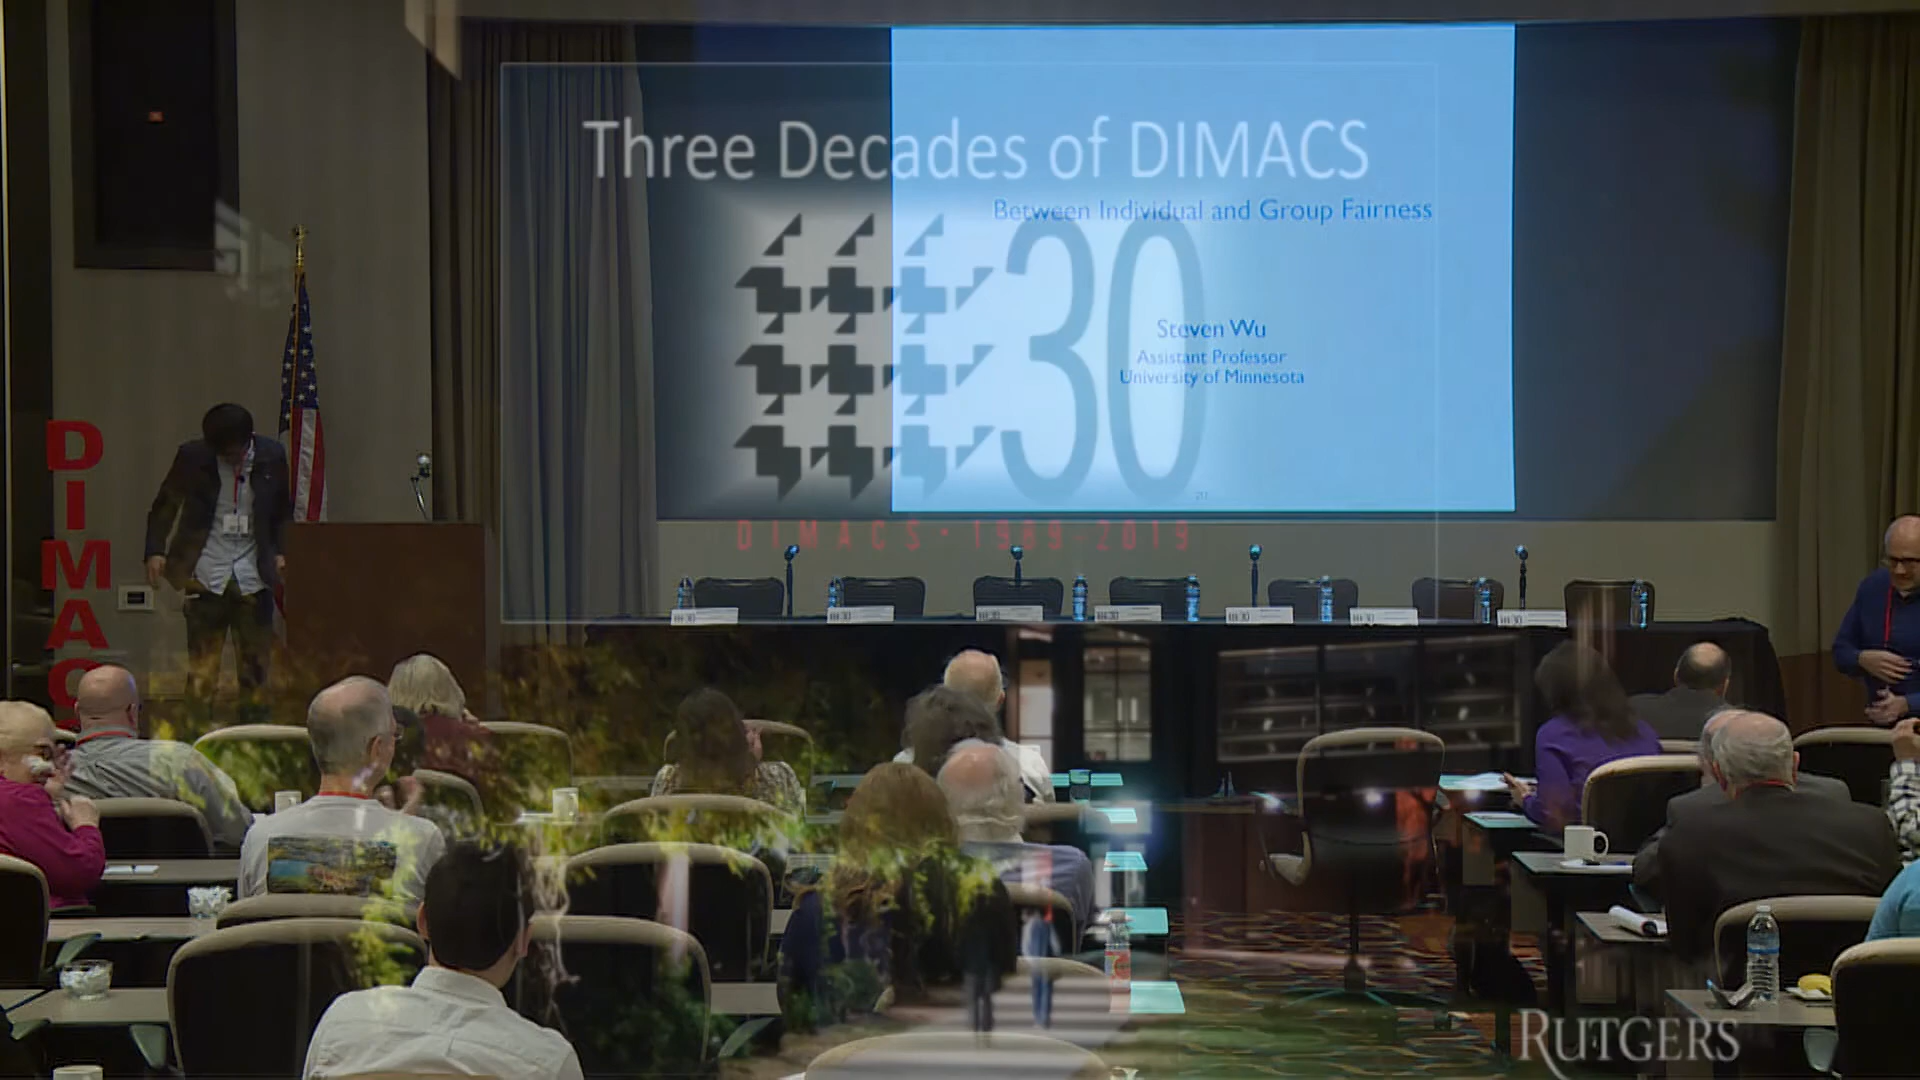 Three Decades of DIMACS
Between Individual and Group Fairness
30
Steven Wu
Assistant Professor
University of Minnesota
DIMACS
DIMACS · 1989-2019
RUTGERS